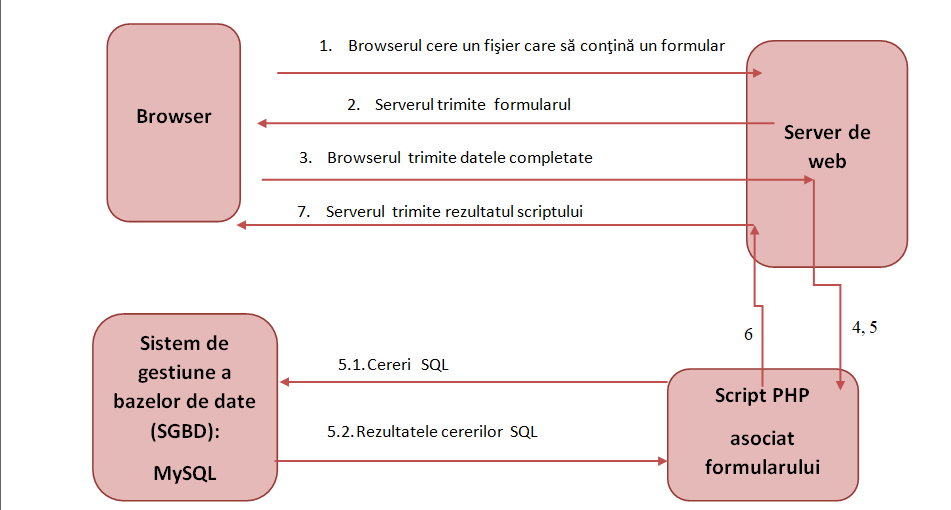 1. Browserul cere un fişier care să conţină un formular
Browser
2. Serverul trimite formularul
Server de
web
3. Browserul trimite datele completate
7. Serverul trimite rezultatul scriptului
6
4, 5
Sistem de
gestiune a
bazelor de date
(SGBD):
MySQL
5.1. Cereri SQL
5.2. Rezultatele cererilor SQL
Script PHP
asociat
formularului